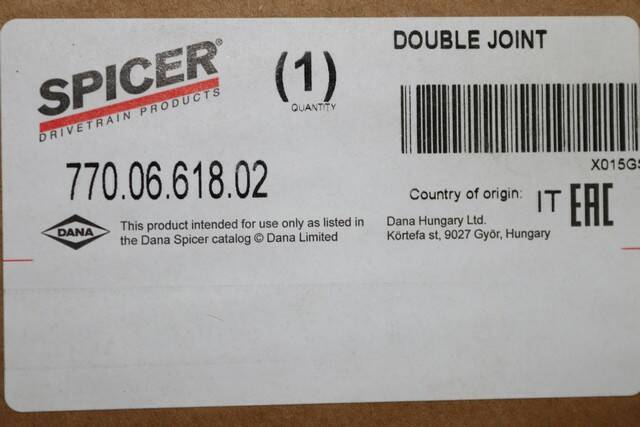 SPICER®
DRIVETRAIN PRODUCTS
(1)
QUANTITY
DOUBLE JOINT
X015G
770.06.618.02
Country of origin: IT EAC
DANA
This product intended for use only as listed in
the Dana Spicer catalog © Dana Limited
Dana Hungary Ltd.
Körtefa st, 9027 Györ, Hungary